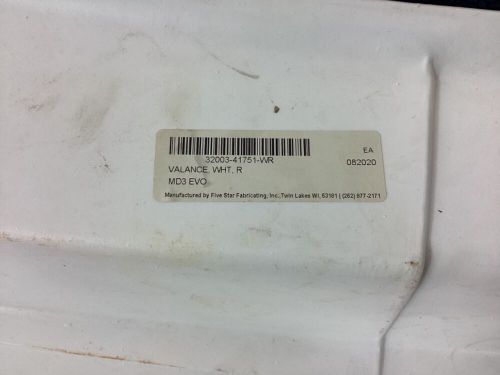 32003-41751-WR
EA
VALANCE, WHT, R
082020
MD3 EVO
Manufactured by Five Star Fabricating, Inc. Twin Lakes WI, 53181 | (262) 877-2171